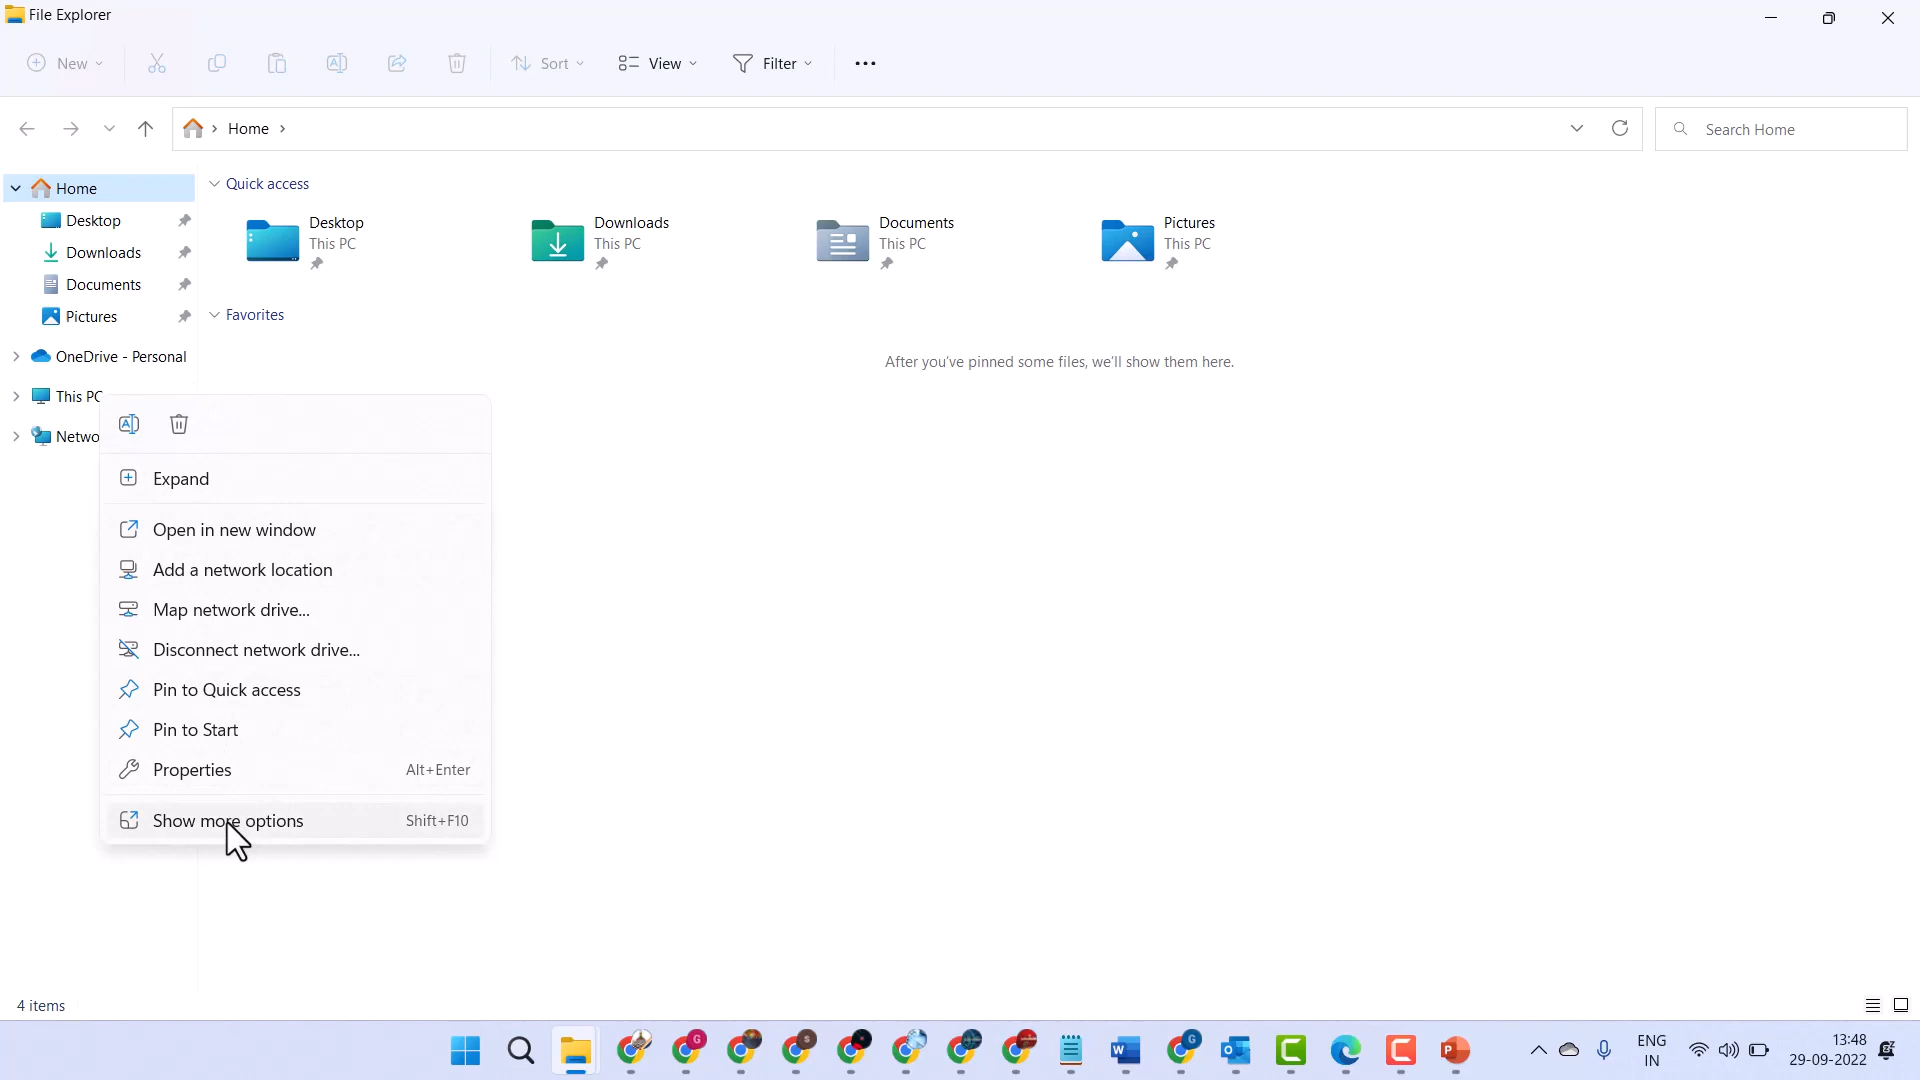 File Explorer
New
Sort
View
Filter
Home
Search Home
Home
Desktop
Downloads
Documents
Pictures
OneDrive - Personal
This PC
Netwo
Quick access
Desktop
This PC
Downloads
This PC
Documents
This PC
Pictures
This PC
Favorites
After you've pinned some files, we'll show them here.
Expand
Open in new window
Add a network location
Map network drive...
Disconnect network drive...
Pin to Quick access
Pin to Start
Properties Alt+Enter
Show more options Shift+F10
4 items
ENG
IN
13:48
29-09-2022